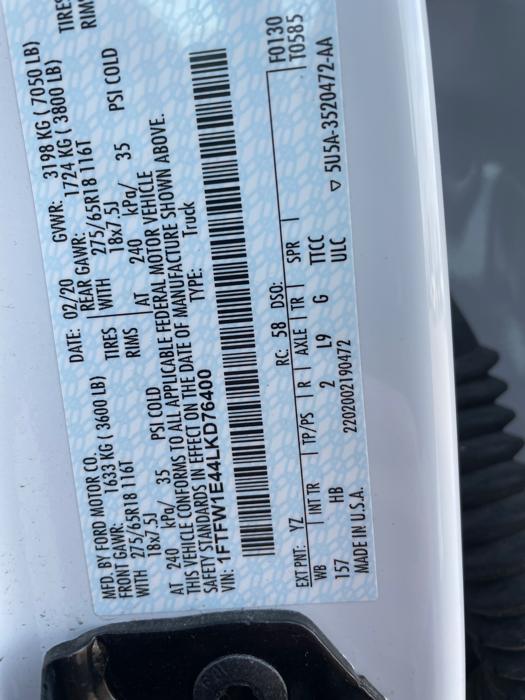 MFD. BY FORD MOTOR CO.
DATE: 02/20 GVWR: 3198 KG ( 7050 LB)
FRONT GAWR: 1633 KG ( 3600 LB)
REAR GAWR: 1724 KG ( 3800 LB)
WITH 275/65R18 116T TIRES WITH 275/65R18 116T TIRES
18x7.5J RIMS 18x7.5J RIMS
AT 240 kPa/ 35 PSI COLD AT 240 kPa/ 35 PSI COLD
THIS VEHICLE CONFORMS TO ALL APPLICABLE FEDERAL MOTOR VEHICLE
SAFETY STANDARDS IN EFFECT ON THE DATE OF MANUFACTURE SHOWN ABOVE.
VIN: 1FTFW1E44LKD76400 TYPE: Truck
F0130
T0585
EXT PNT: YZ RC: 58 DSO:
WB INT TR TP/PS R AXLE TR SPR
157 HB 2 L9 G TTCC
ULC
MADE IN U.S.A. 2202002190472 ▽ 5U5A-3520472-AA